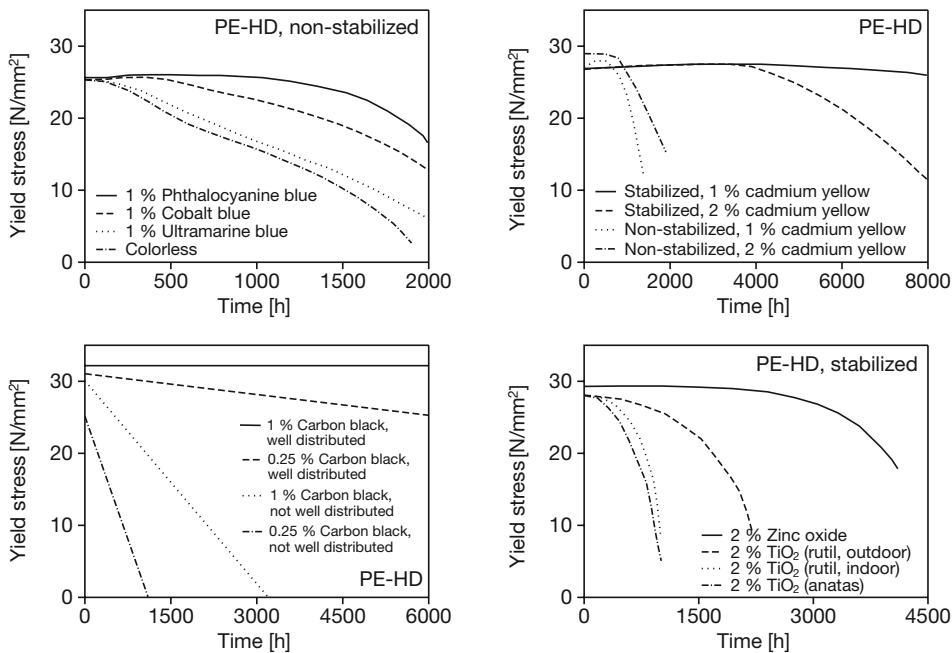 PE-HD, non-stabilized
Yield stress [N/mm²]
30
20
10
0
1 % Phthalocyanine blue
1 % Cobalt blue
1 % Ultramarine blue
Colorless
0 500 1000 1500 2000
Time [h]
PE-HD
Yield stress [N/mm²]
30
20
10
0
Stabilized, 1 % cadmium yellow
Stabilized, 2 % cadmium yellow
Non-stabilized, 1 % cadmium yellow
Non-stabilized, 2 % cadmium yellow
0 2000 4000 6000 8000
Time [h]
Yield stress [N/mm²]
30
20
10
0
1 % Carbon black,
well distributed
0.25 % Carbon black,
well distributed
1 % Carbon black,
not well distributed
0.25 % Carbon black,
not well distributed
PE-HD
0 1500 3000 4500 6000
Time [h]
PE-HD, stabilized
Yield stress [N/mm²]
30
20
10
0
2 % Zinc oxide
2 % TiO₂ (rutil, outdoor)
2 % TiO₂ (rutil, indoor)
2 % TiO₂ (anatas)
0 1500 3000 4500
Time [h]